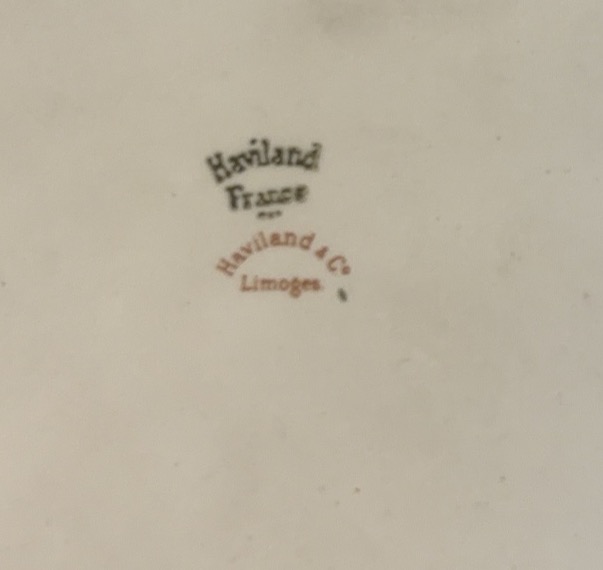 Haviland
France
Haviland & Co
Limoges